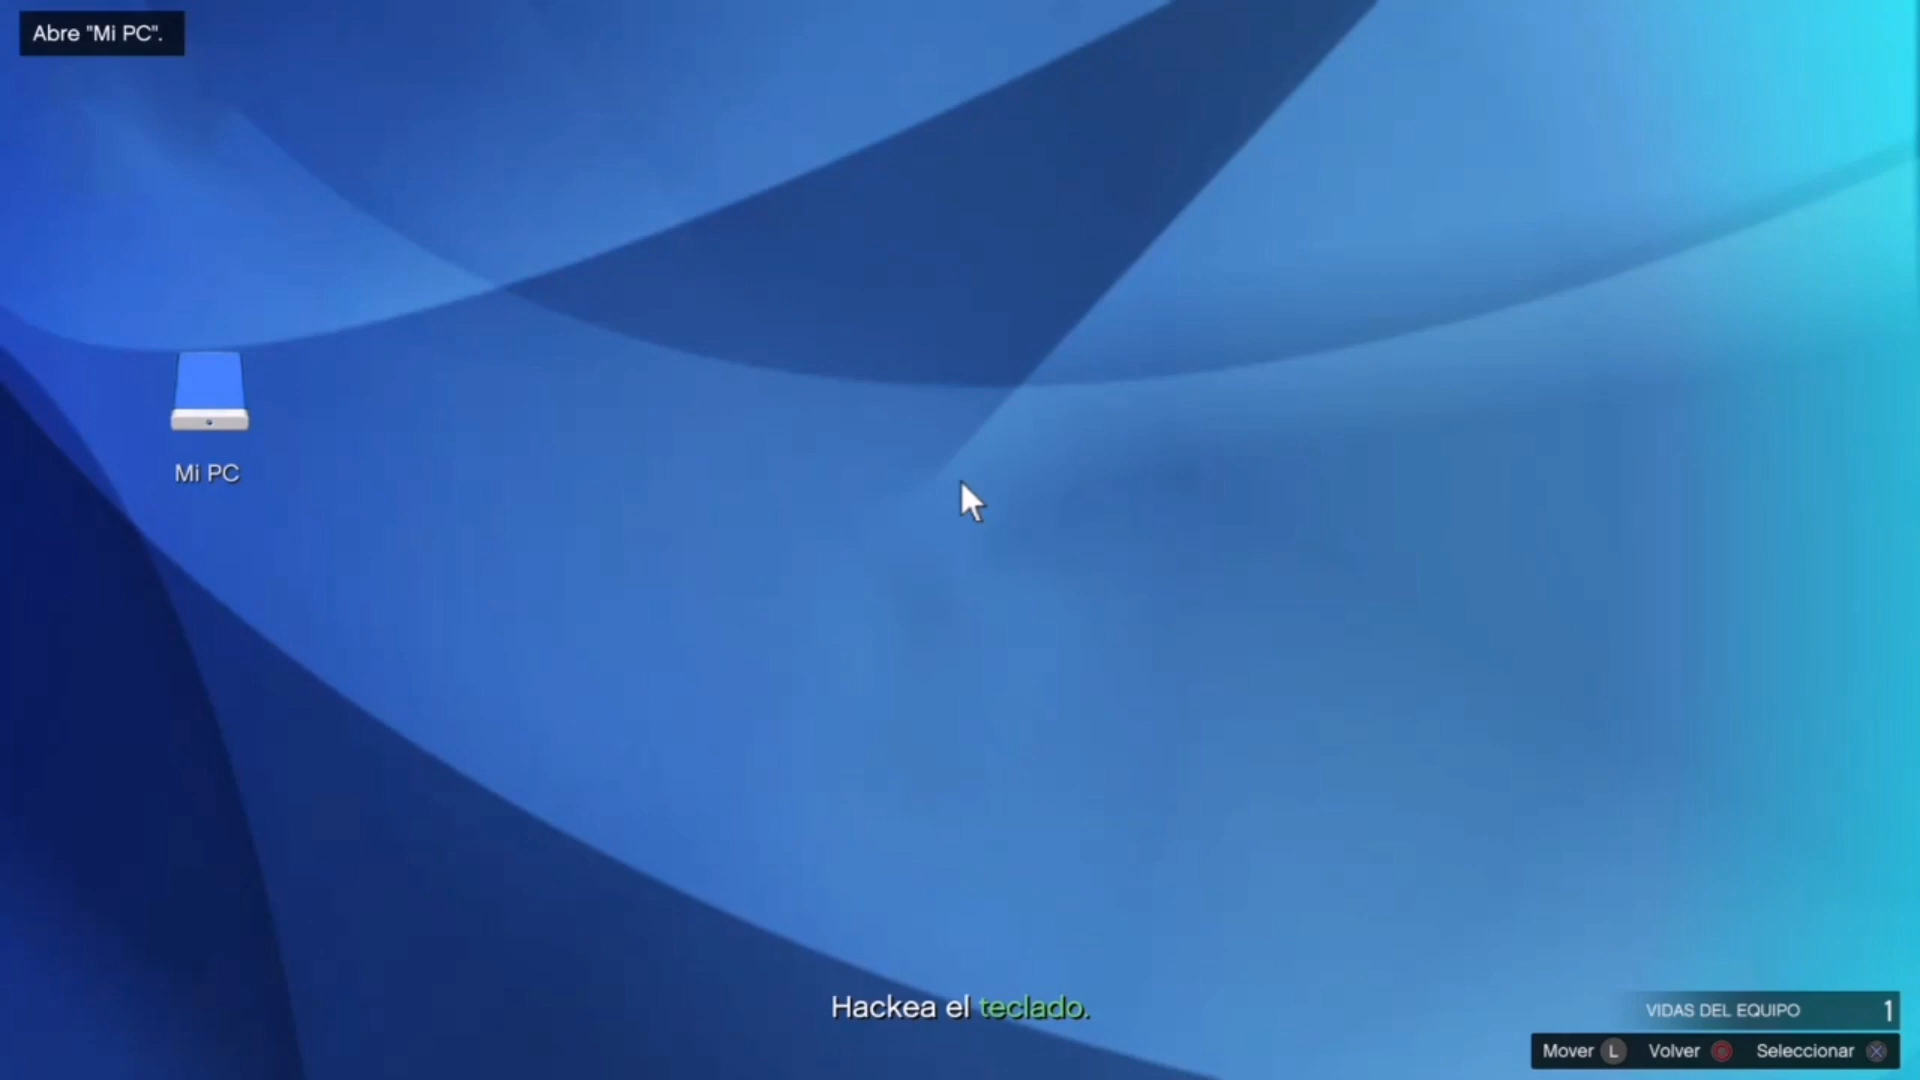 Abre "Mi PC".
Mi PC
Hackea el teclado.
VIDAS DEL EQUIPO 1
Mover L Volver Seleccionar